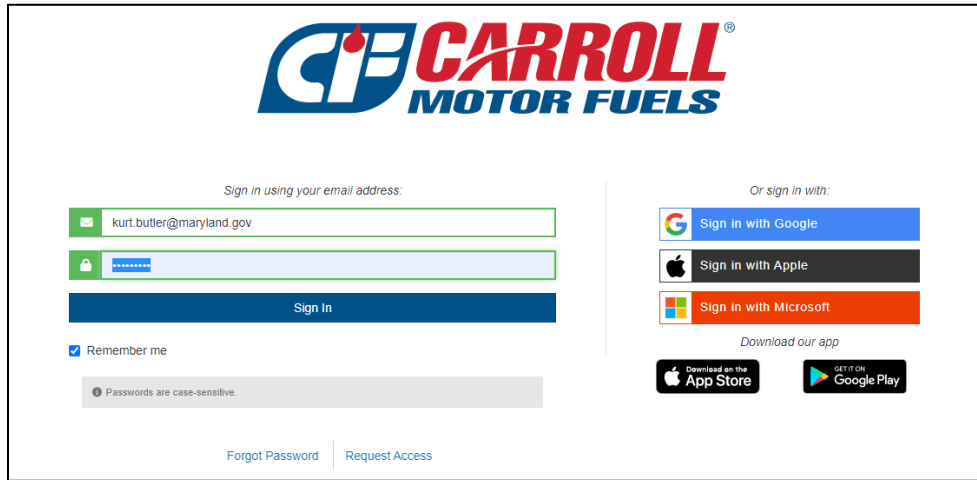 CARROLL®
MOTOR FUELS
Sign in using your email address:
kurt.butler@maryland.gov
•••••••••
Sign In
Remember me
Passwords are case-sensitive.
Forgot Password
Request Access
Or sign in with:
Sign in with Google
Sign in with Apple
Sign in with Microsoft
Download our app
Download on the
App Store
GET IT ON
Google Play